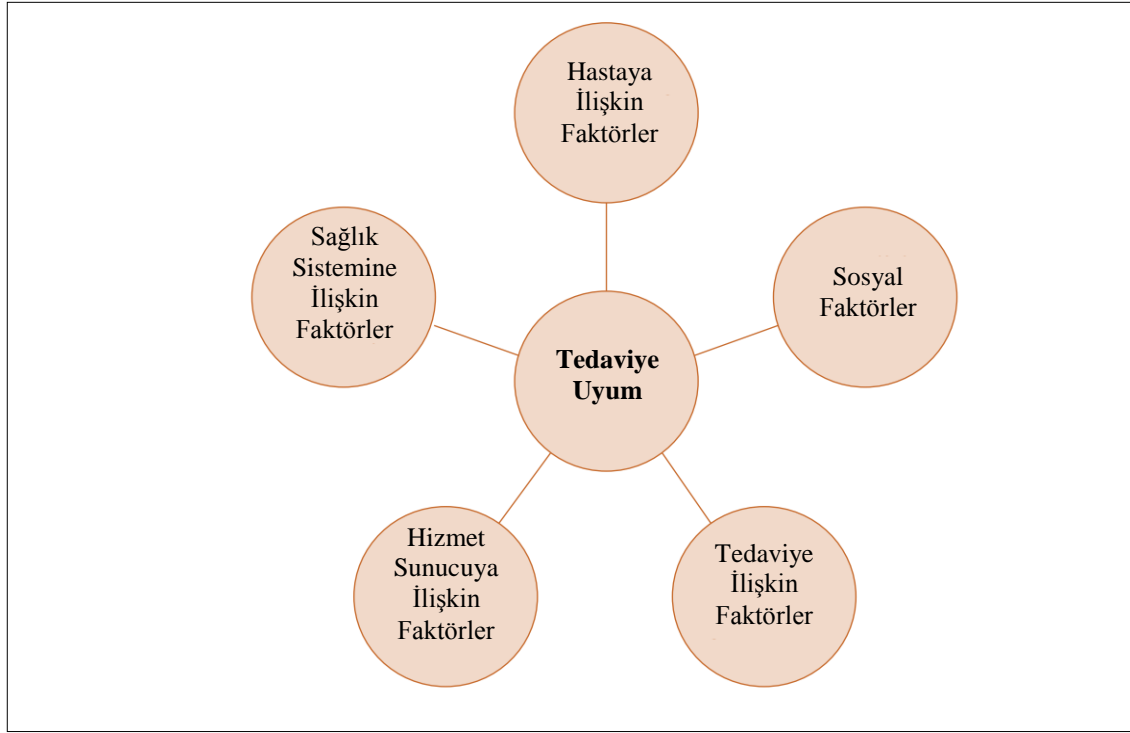 Hastaya
İlişkin
Faktörler
Sağlık
Sistemine
İlişkin
Faktörler
Sosyal
Faktörler
Tedaviye
Uyum
Hizmet
Sunucuya
İlişkin
Faktörler
Tedaviye
İlişkin
Faktörler